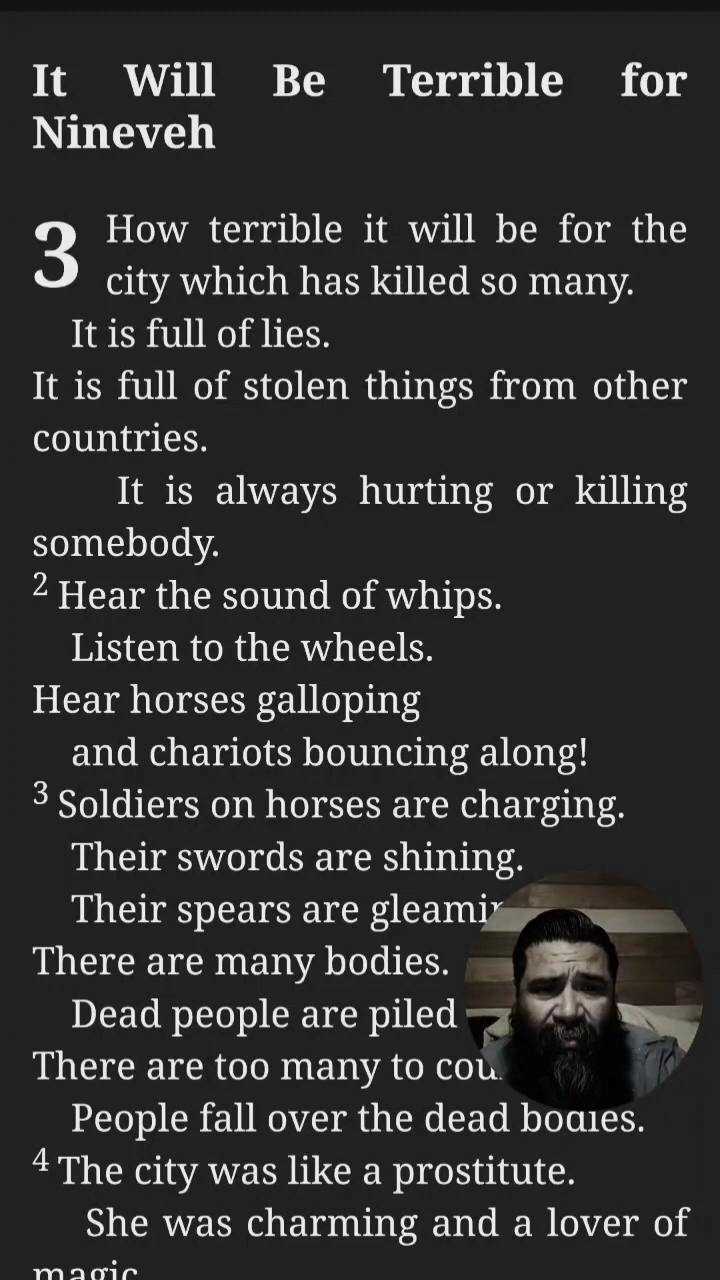 It Will Be Terrible for
Nineveh
3 How terrible it will be for the
city which has killed so many.
It is full of lies.
It is full of stolen things from other
countries.
It is always hurting or killing
somebody.
2 Hear the sound of whips.
Listen to the wheels.
Hear horses galloping
and chariots bouncing along!
3 Soldiers on horses are charging.
Their swords are shining.
Their spears are
There are many bodies.
Dead people are piled
There are too many to
People fall over the dead bodies.
4 The city was like a prostitute.
She was charming and a lover of
magic